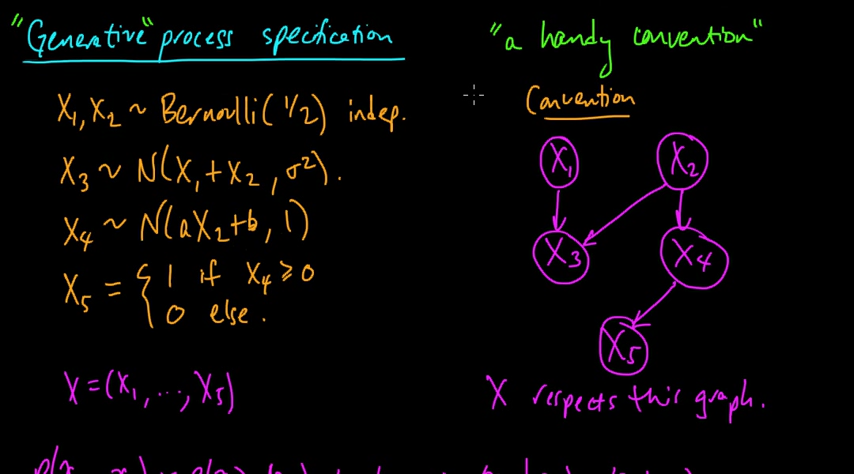 "Generative" process specification
X₁, X₂ ~ Bernoulli(1/2) indep.
X₃ ~ N(X₁+X₂, σ²).
X₄ ~ N(aX₂+b, 1)
X₅ = { 1 if X₄ ≥ 0
0 else.
X = (X₁, ..., X₅)
"a handy convention"
Convention
X₁ X₂
X₃ X₄
X₅
X respects this graph.